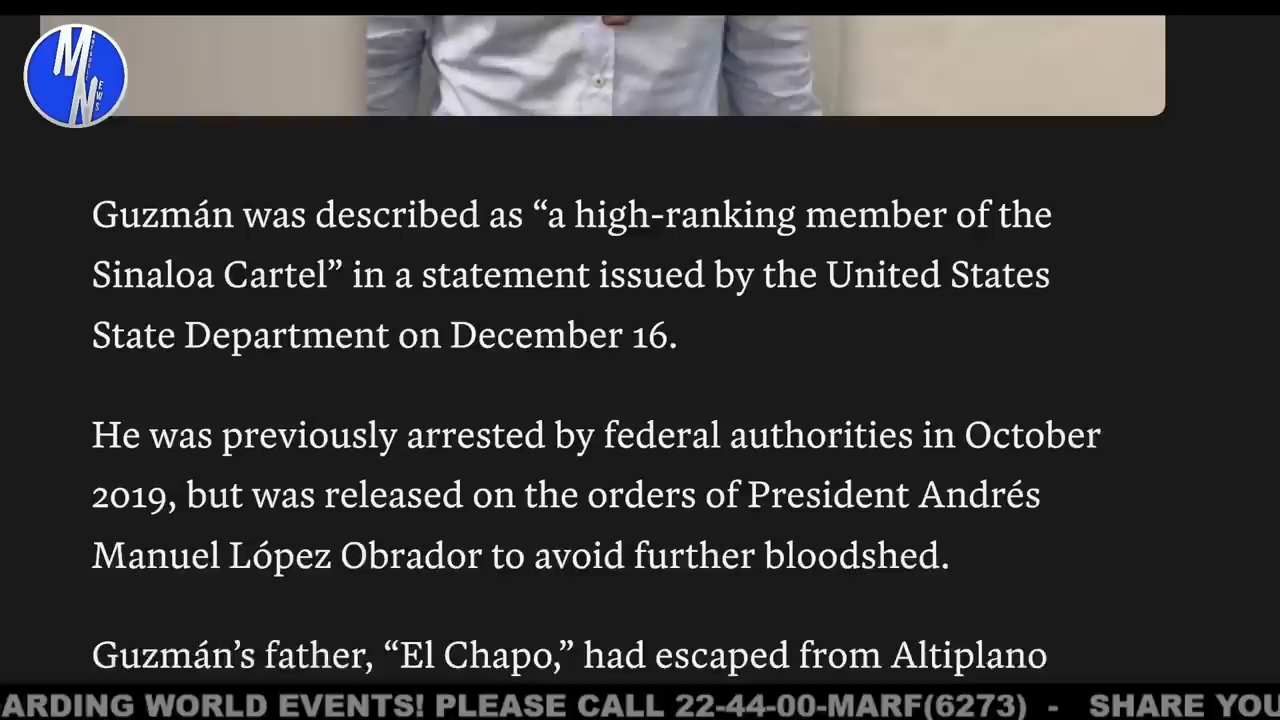 MN
Guzmán was described as “a high-ranking member of the
Sinaloa Cartel” in a statement issued by the United States
State Department on December 16.
He was previously arrested by federal authorities in October
2019, but was released on the orders of President Andrés
Manuel López Obrador to avoid further bloodshed.
Guzmán’s father, “El Chapo,” had escaped from Altiplano
ARDING WORLD EVENTS! PLEASE CALL 22-44-00-MARF(6273) - SHARE YOU